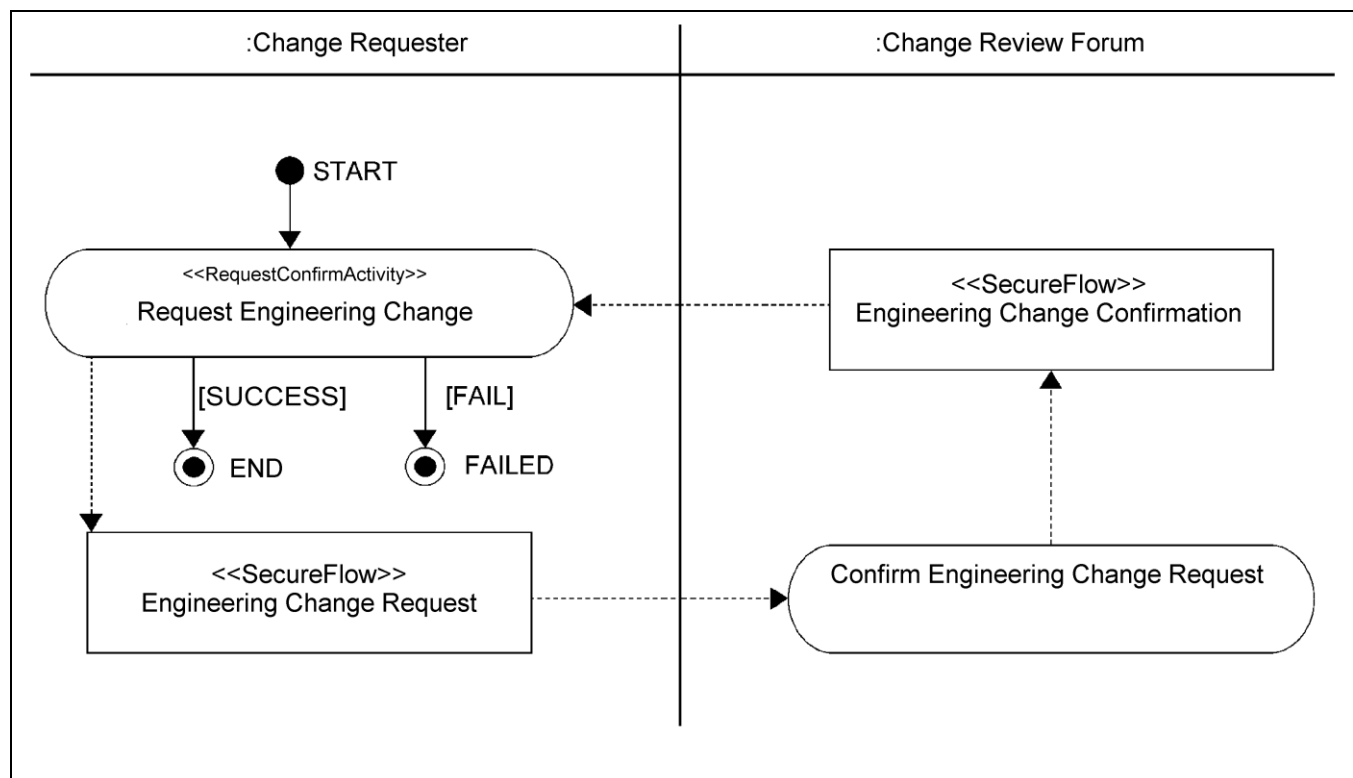 :Change Requester
:Change Review Forum
START
<<RequestConfirmActivity>>
Request Engineering Change
<<SecureFlow>>
Engineering Change Confirmation
[SUCCESS]
[FAIL]
END
FAILED
<<SecureFlow>>
Engineering Change Request
Confirm Engineering Change Request